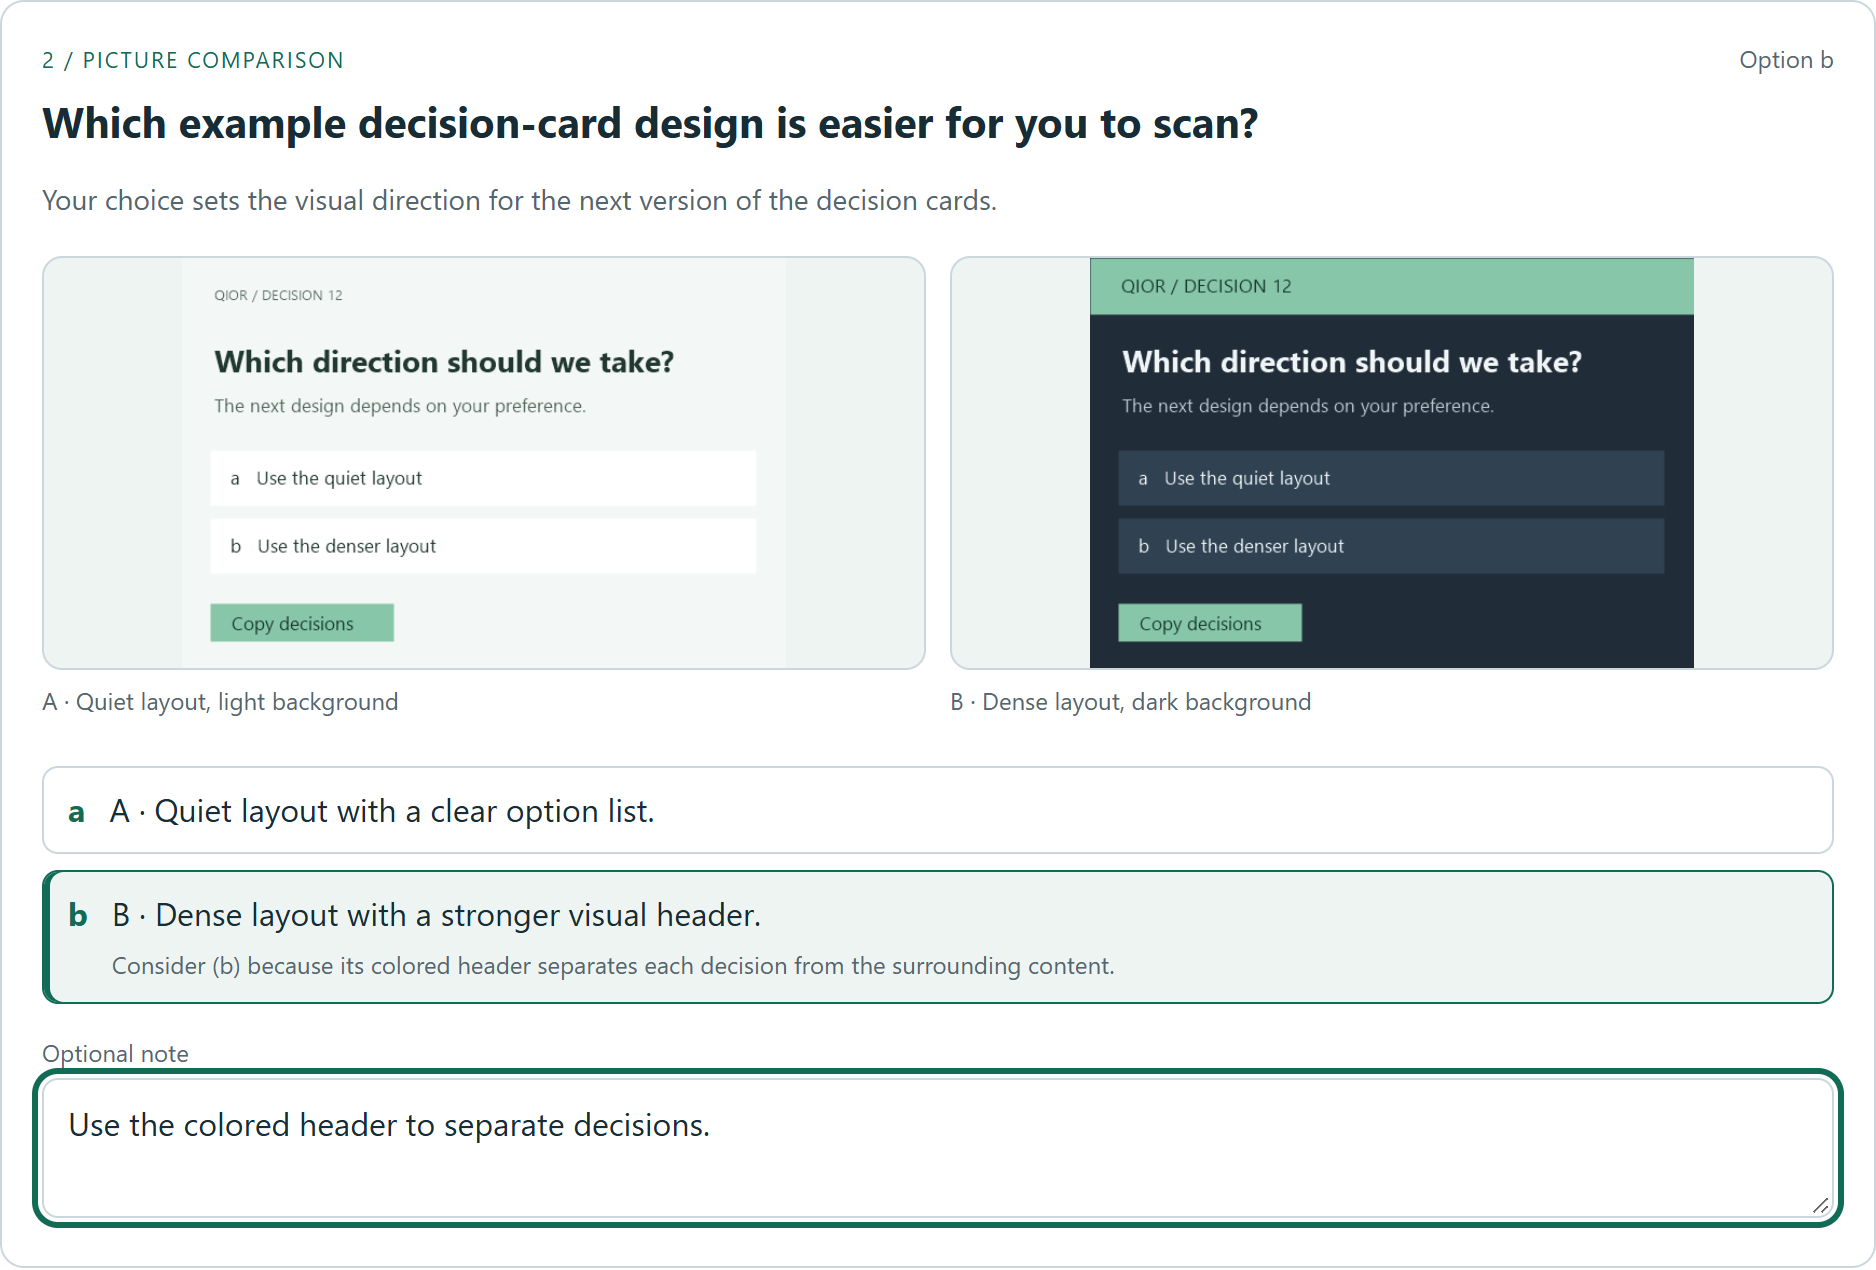 2 / PICTURE COMPARISON
Option b
Which example decision-card design is easier for you to scan?
Your choice sets the visual direction for the next version of the decision cards.
QIOR / DECISION 12
Which direction should we take?
The next design depends on your preference.
a Use the quiet layout
b Use the denser layout
Copy decisions
A · Quiet layout, light background
QIOR / DECISION 12
Which direction should we take?
The next design depends on your preference.
a Use the quiet layout
b Use the denser layout
Copy decisions
B · Dense layout, dark background
a A · Quiet layout with a clear option list.
b B · Dense layout with a stronger visual header.
Consider (b) because its colored header separates each decision from the surrounding content.
Optional note
Use the colored header to separate decisions.